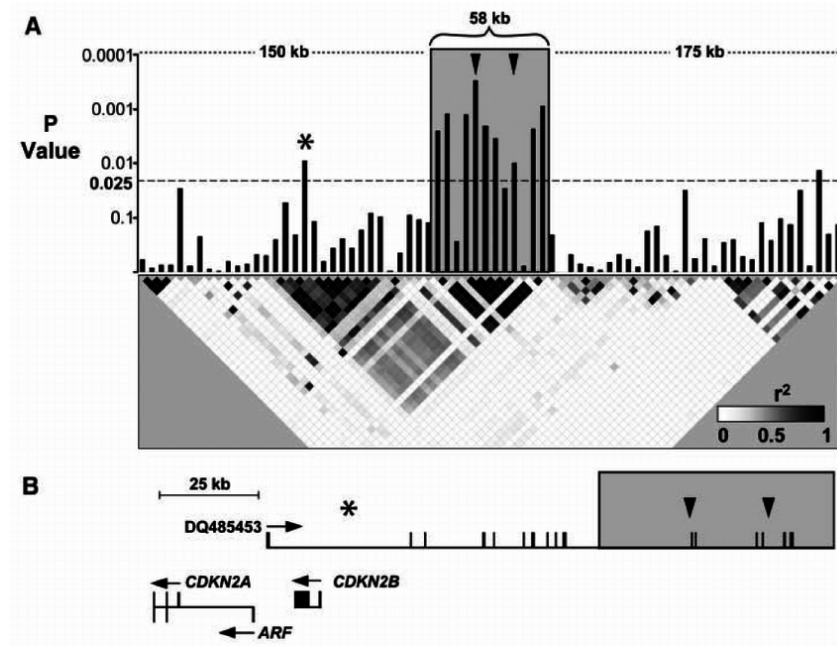 A
58 kb
150 kb
175 kb
P
Value
0.0001
0.001
0.01
0.025
0.1
*
r²
0 0.5 1
B
25 kb
*
DQ485453
CDKN2A
CDKN2B
ARF